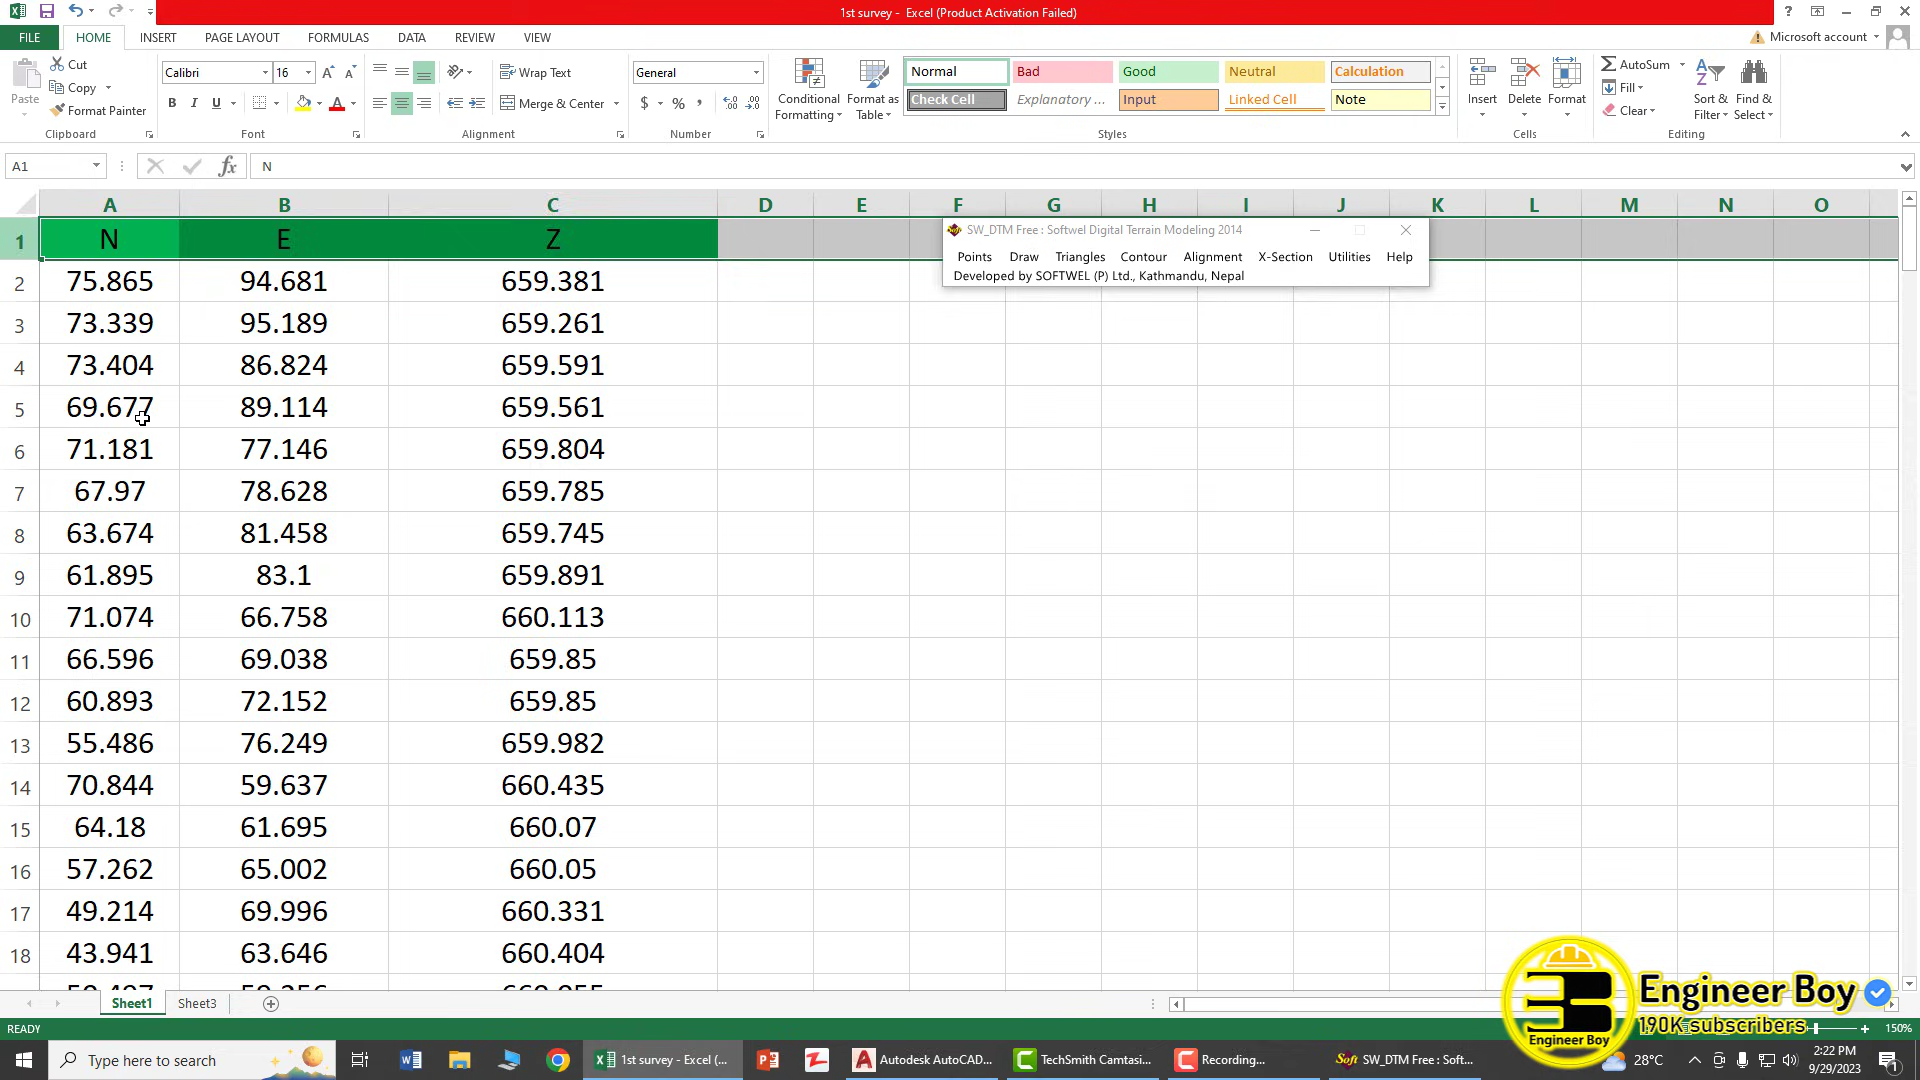 1st survey - Excel (Product Activation Failed)
FILE HOME INSERT PAGE LAYOUT FORMULAS DATA REVIEW VIEW Microsoft account
Cut Calibri 16 Wrap Text General Normal Bad Good Neutral Calculation AutoSum
Paste Copy Conditional Formatting Format as Table Insert Delete Format Fill Sort & Filter Find & Select
Format Painter B I U Merge & Center $ % Check Cell Explanatory ... Input Linked Cell Note Clear
Clipboard Font Alignment Number Styles Cells Editing
A1 fx N
A B C D E F G H I J K L M N O
1 N E Z
SW_DTM Free : Softwel Digital Terrain Modeling 2014
Points Draw Triangles Contour Alignment X-Section Utilities Help
Developed by SOFTWEL (P) Ltd., Kathmandu, Nepal
2 75.865 94.681 659.381
3 73.339 95.189 659.261
4 73.404 86.824 659.591
5 69.677 89.114 659.561
6 71.181 77.146 659.804
7 67.97 78.628 659.785
8 63.674 81.458 659.745
9 61.895 83.1 659.891
10 71.074 66.758 660.113
11 66.596 69.038 659.85
12 60.893 72.152 659.85
13 55.486 76.249 659.982
14 70.844 59.637 660.435
15 64.18 61.695 660.07
16 57.262 65.002 660.05
17 49.214 69.996 660.331
18 43.941 63.646 660.404
Sheet1 Sheet3
Engineer Boy
190K subscribers
Engineer Boy
READY 150%
Type here to search 1st survey - Excel (... Autodesk AutoCAD... TechSmith Camtasi... Recording... SW_DTM Free : Soft... 28°C 2:22 PM
9/29/2023
1